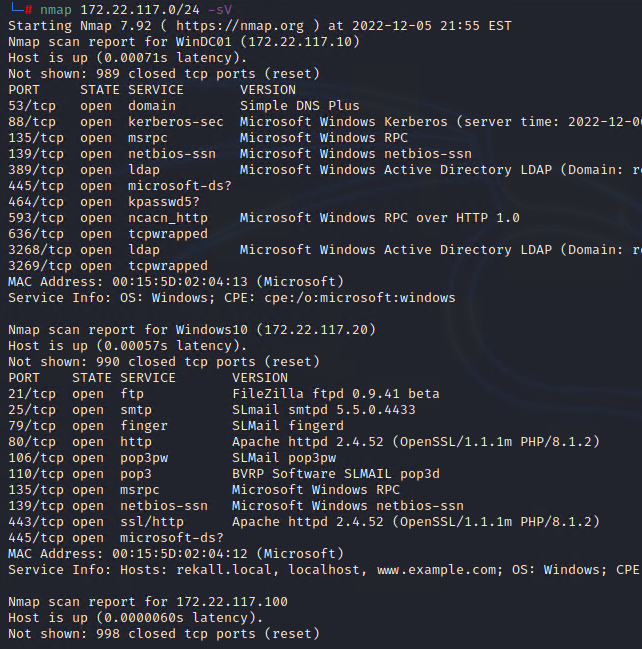 └─# nmap 172.22.117.0/24 -sV
Starting Nmap 7.92 ( https://nmap.org ) at 2022-12-05 21:55 EST
Nmap scan report for WinDC01 (172.22.117.10)
Host is up (0.00071s latency).
Not shown: 989 closed tcp ports (reset)
PORT     STATE SERVICE       VERSION
53/tcp   open  domain        Simple DNS Plus
88/tcp   open  kerberos-sec  Microsoft Windows Kerberos (server time: 2022-12-0
135/tcp  open  msrpc         Microsoft Windows RPC
139/tcp  open  netbios-ssn   Microsoft Windows netbios-ssn
389/tcp  open  ldap          Microsoft Windows Active Directory LDAP (Domain: re
445/tcp  open  microsoft-ds?
464/tcp  open  kpasswd5?
593/tcp  open  ncacn_http    Microsoft Windows RPC over HTTP 1.0
636/tcp  open  tcpwrapped
3268/tcp open  ldap          Microsoft Windows Active Directory LDAP (Domain: re
3269/tcp open  tcpwrapped
MAC Address: 00:15:5D:02:04:13 (Microsoft)
Service Info: OS: Windows; CPE: cpe:/o:microsoft:windows

Nmap scan report for Windows10 (172.22.117.20)
Host is up (0.00057s latency).
Not shown: 990 closed tcp ports (reset)
PORT    STATE SERVICE       VERSION
21/tcp  open  ftp           FileZilla ftpd 0.9.41 beta
25/tcp  open  smtp          SLmail smtpd 5.5.0.4433
79/tcp  open  finger        SLMail fingerd
80/tcp  open  http          Apache httpd 2.4.52 (OpenSSL/1.1.1m PHP/8.1.2)
106/tcp open  pop3pw        SLMail pop3pw
110/tcp open  pop3          BVRP Software SLMAIL pop3d
135/tcp open  msrpc         Microsoft Windows RPC
139/tcp open  netbios-ssn   Microsoft Windows netbios-ssn
443/tcp open  ssl/http      Apache httpd 2.4.52 (OpenSSL/1.1.1m PHP/8.1.2)
445/tcp open  microsoft-ds?
MAC Address: 00:15:5D:02:04:12 (Microsoft)
Service Info: Hosts: rekall.local, localhost, www.example.com; OS: Windows; CPE

Nmap scan report for 172.22.117.100
Host is up (0.0000060s latency).
Not shown: 998 closed tcp ports (reset)